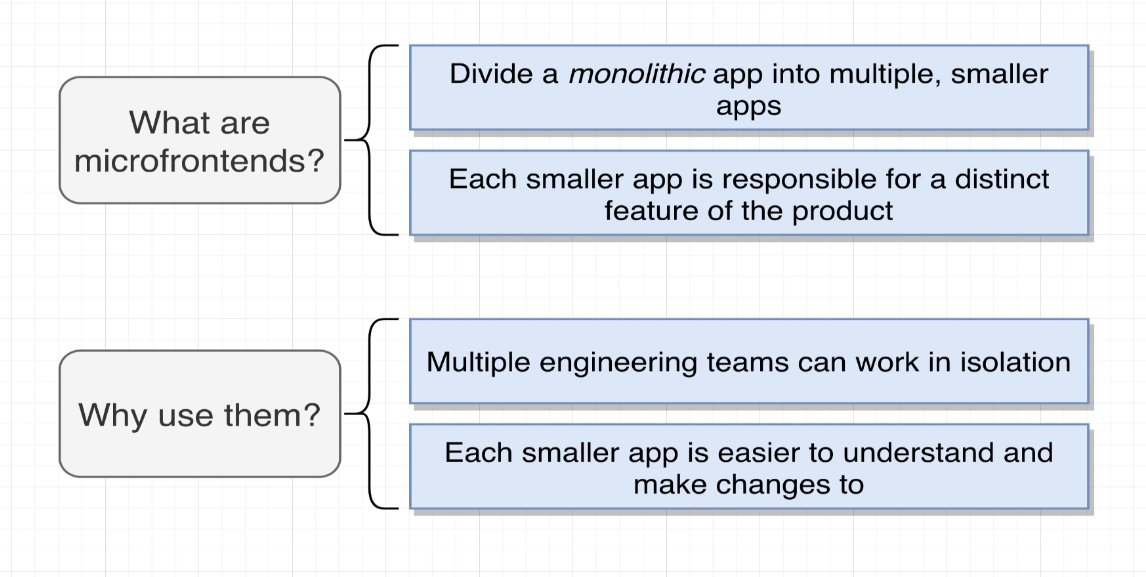 What are
microfrontends?
Divide a monolithic app into multiple, smaller
apps
Each smaller app is responsible for a distinct
feature of the product
Why use them?
Multiple engineering teams can work in isolation
Each smaller app is easier to understand and
make changes to